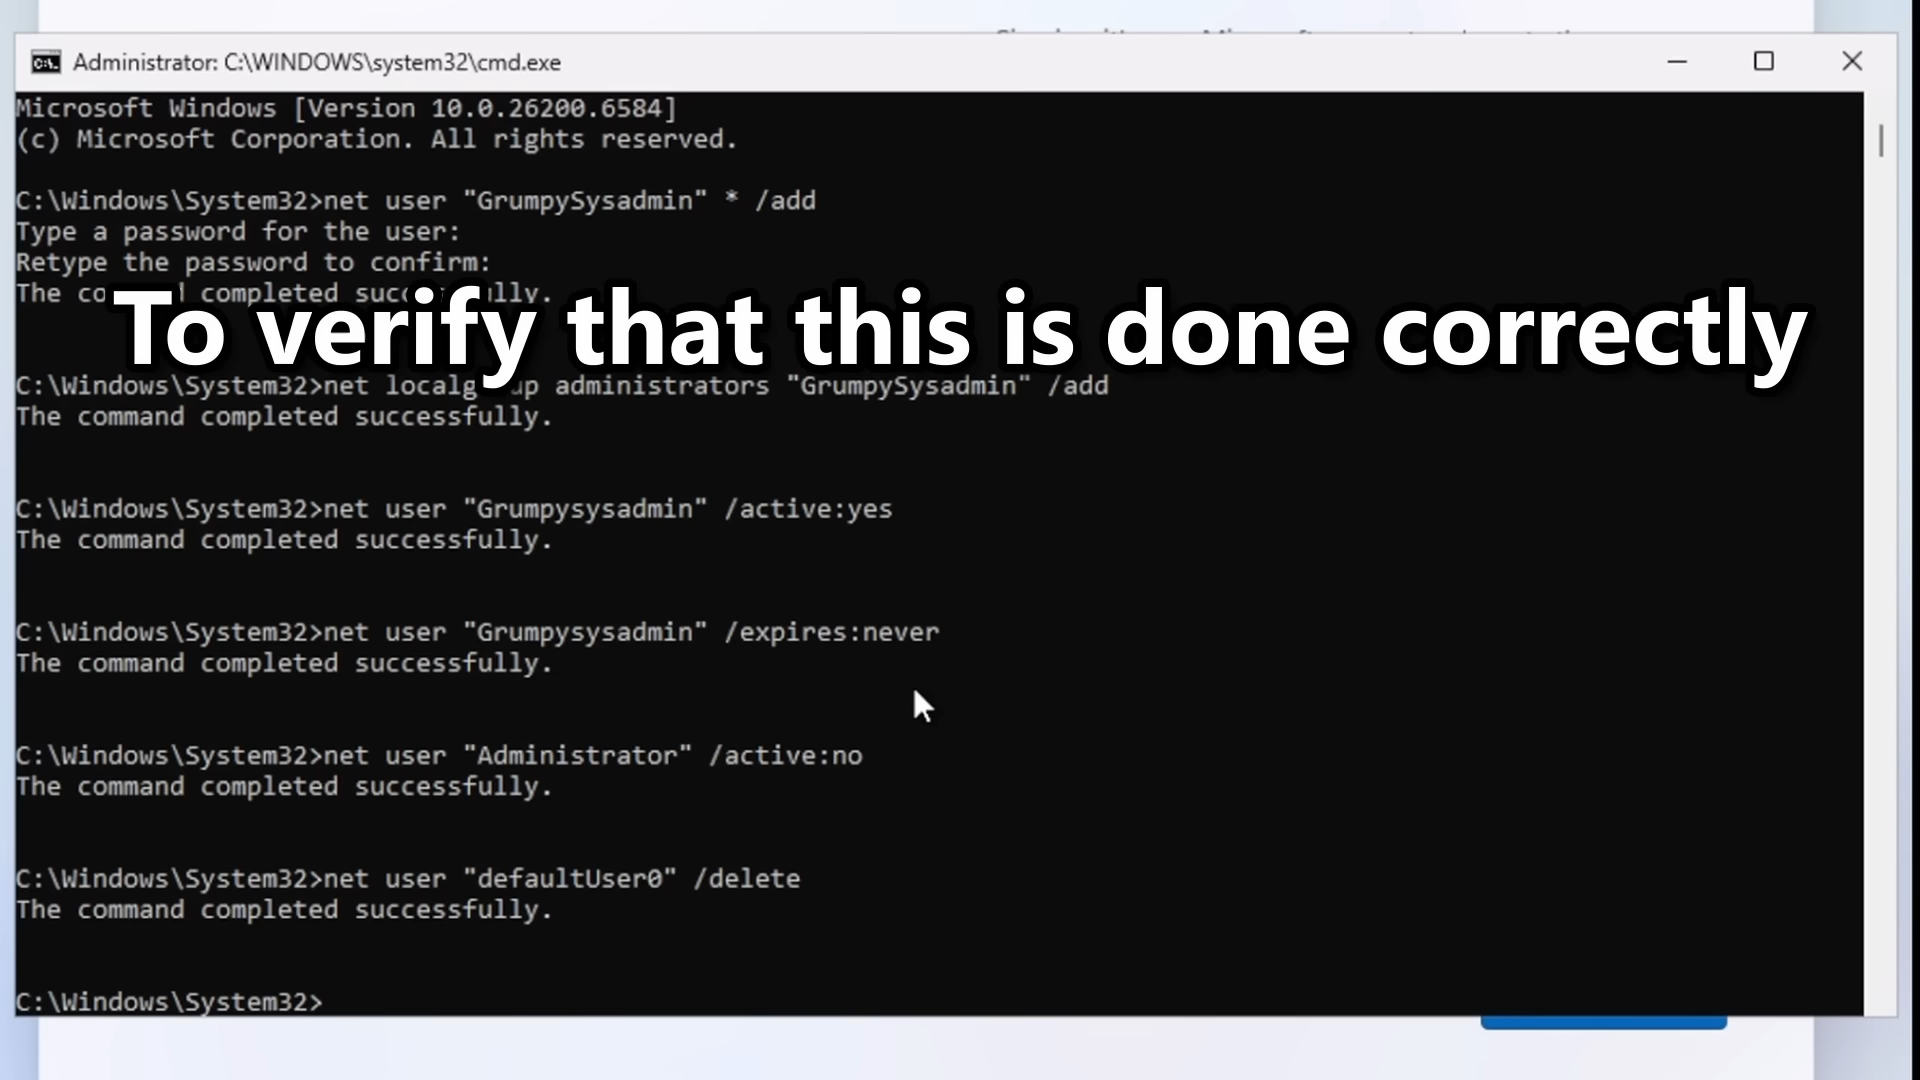 Administrator: C:\WINDOWS\system32\cmd.exe
Microsoft Windows [Version 10.0.26200.6584]
(c) Microsoft Corporation. All rights reserved.
C:\Windows\System32>net user "GrumpySysadmin" * /add
Type a password for the user:
Retype the password to confirm:
The completed
To verify that this is done correctly
C:\Windows\System32>net administrators "GrumpySysadmin" /add
The command completed successfully.
C:\Windows\System32>net user "Grumpysysadmin" /active:yes
The command completed successfully.
C:\Windows\System32>net user "Grumpysysadmin" /expires:never
The command completed successfully.
C:\Windows\System32>net user "Administrator" /active:no
The command completed successfully.
C:\Windows\System32>net user "defaultUser0" /delete
The command completed successfully.
C:\Windows\System32>